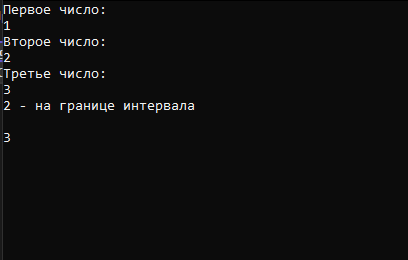 Первое число:
1
Второе число:
2
Третье число:
3
2 - на границе интервала
3